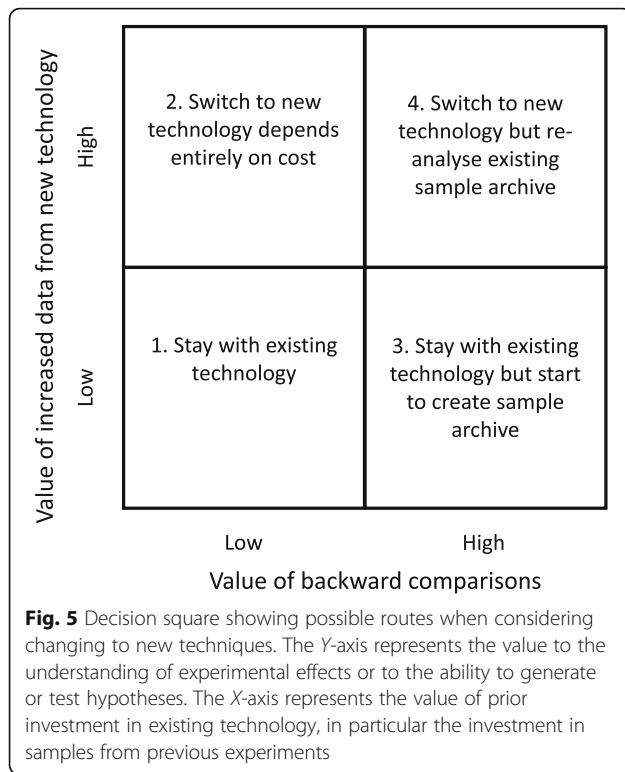 Value of increased data from new technology
High
Low
2. Switch to new
technology depends
entirely on cost
4. Switch to new
technology but re-
analyse existing
sample archive
1. Stay with existing
technology
3. Stay with existing
technology but start
to create sample
archive
Low
High
Value of backward comparisons
Fig. 5 Decision square showing possible routes when considering
changing to new techniques. The Y-axis represents the value to the
understanding of experimental effects or to the ability to generate
or test hypotheses. The X-axis represents the value of prior
investment in existing technology, in particular the investment in
samples from previous experiments